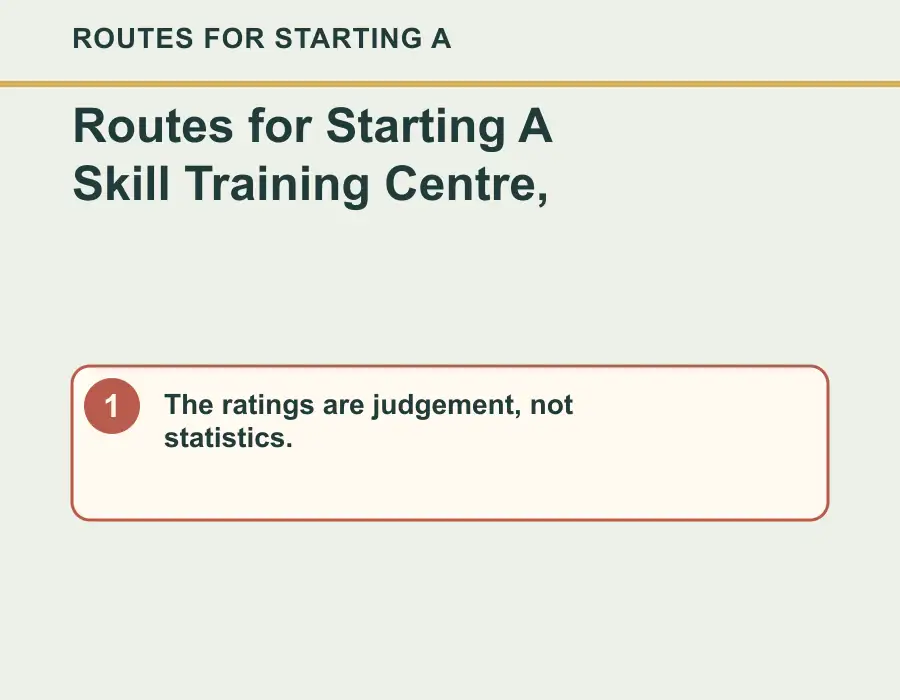 ROUTES FOR STARTING A
Routes for Starting A
Skill Training Centre,
1
The ratings are judgement, not
statistics.